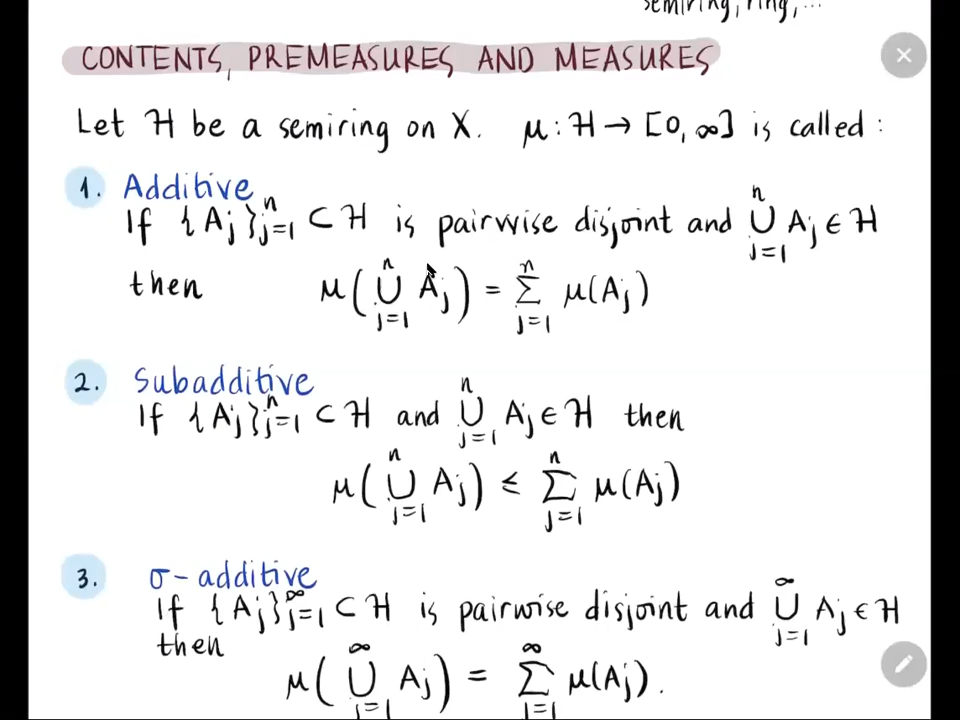 semiring, ring, ...
CONTENTS, PREMEASURES AND MEASURES
Let ℋ be a semiring on X. μ : ℋ → [0, ∞] is called :
1. Additive
If {Aj}ⁿj=1 ⊂ ℋ is pairwise disjoint and ⋃ⁿj=1 Aj ∈ ℋ
then μ(⋃ⁿj=1 Aj) = Σⁿj=1 μ(Aj)
2. Subadditive
If {Aj}ⁿj=1 ⊂ ℋ and ⋃ⁿj=1 Aj ∈ ℋ then
μ(⋃ⁿj=1 Aj) ≤ Σⁿj=1 μ(Aj)
3. σ-additive
If {Aj}^∞j=1 ⊂ ℋ is pairwise disjoint and ⋃^∞j=1 Aj ∈ ℋ
then
μ(⋃^∞j=1 Aj) = Σ^∞j=1 μ(Aj).